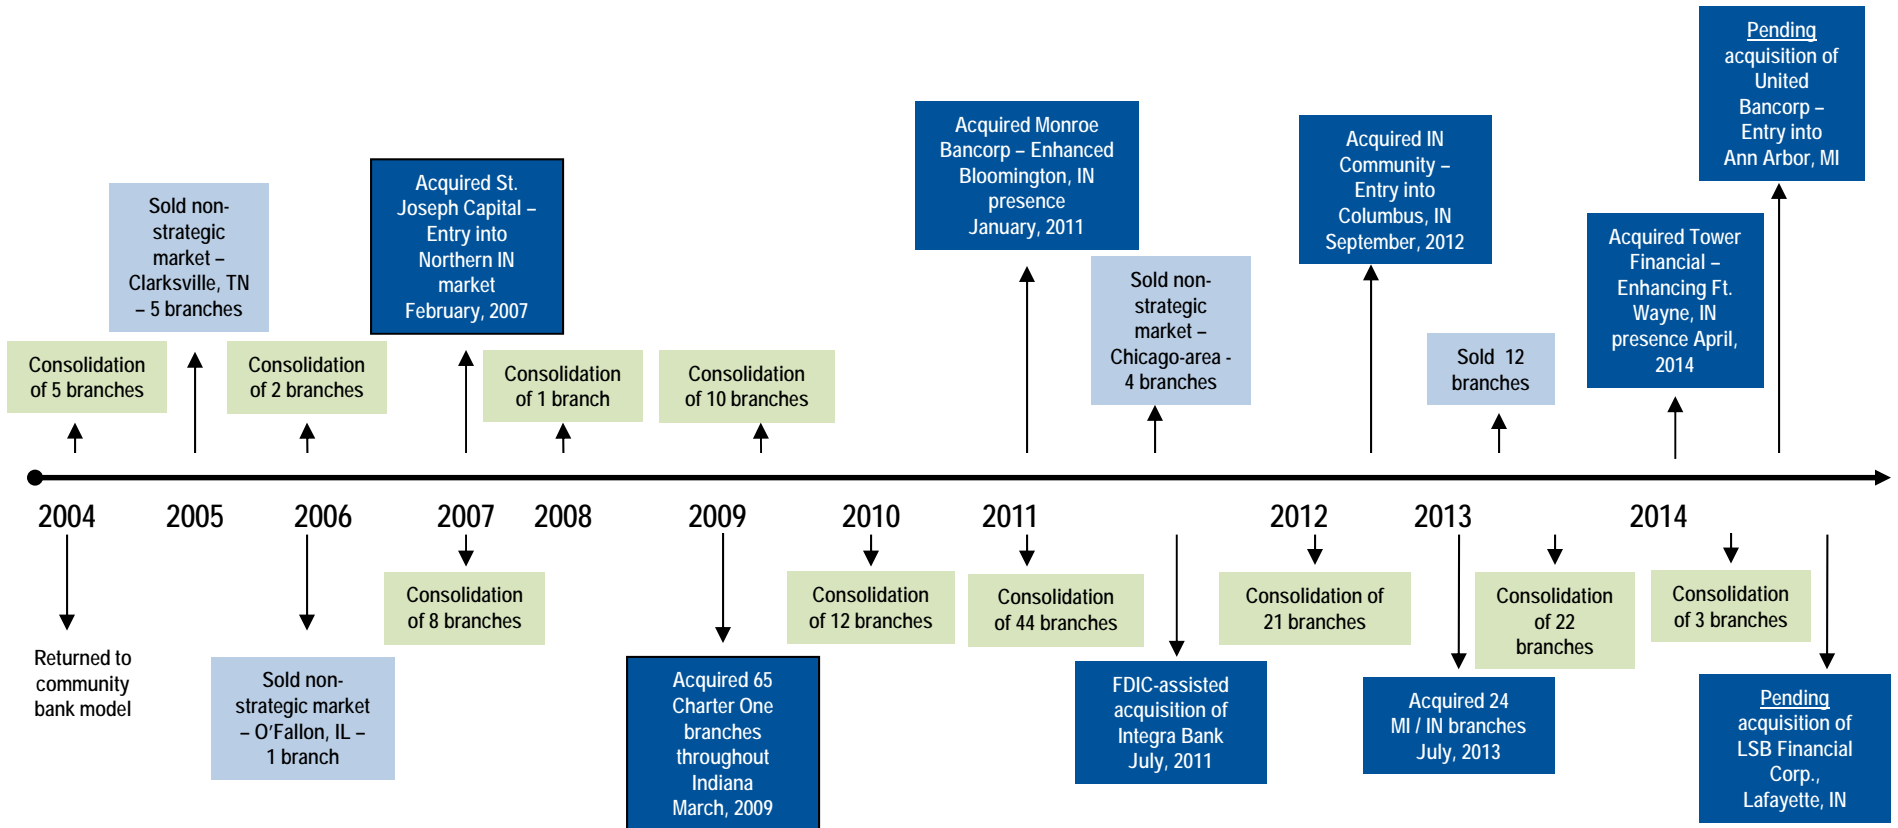 Pending
acquisition of
United
Bancorp –
Entry into
Ann Arbor, MI
Acquired Monroe
Bancorp – Enhanced
Bloomington, IN
presence
January, 2011
Acquired IN
Community –
Entry into
Columbus, IN
September, 2012
Sold non-
strategic
market –
Clarksville, TN
– 5 branches
Acquired St.
Joseph Capital –
Entry into
Northern IN
market
February, 2007
Acquired Tower
Financial –
Enhancing Ft.
Wayne, IN
presence April,
2014
Sold non-
strategic
market –
Chicago-area -
4 branches
Consolidation
of 5 branches
Consolidation
of 2 branches
Consolidation
of 1 branch
Consolidation
of 10 branches
Sold 12
branches
2004 2005 2006 2007 2008 2009 2010 2011 2012 2013 2014
Consolidation
of 8 branches
Consolidation
of 12 branches
Consolidation
of 44 branches
Consolidation of
21 branches
Consolidation
of 22
branches
Consolidation
of 3 branches
Returned to
community
bank model
Sold non-
strategic market
– O'Fallon, IL –
1 branch
Acquired 65
Charter One
branches
throughout
Indiana
March, 2009
FDIC-assisted
acquisition of
Integra Bank
July, 2011
Acquired 24
MI / IN branches
July, 2013
Pending
acquisition of
LSB Financial
Corp.,
Lafayette, IN